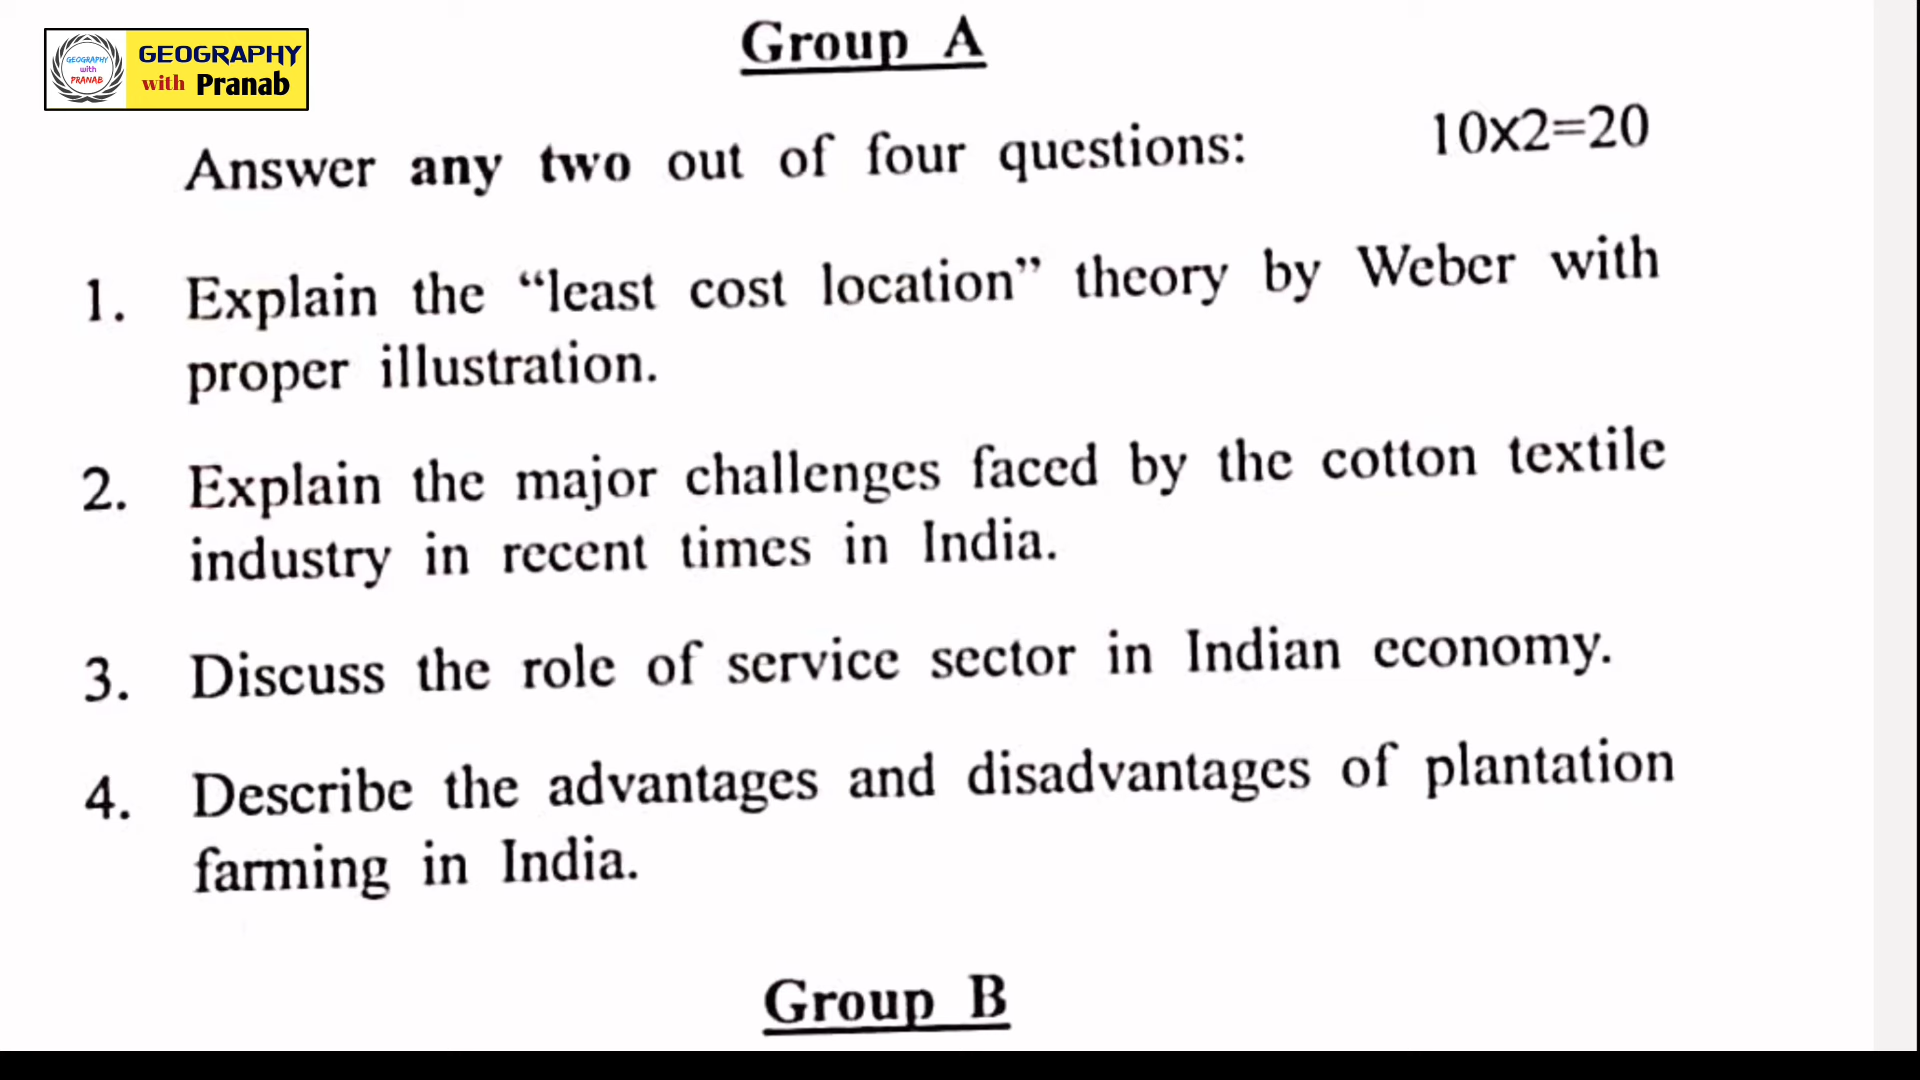 GEOGRAPHY
with
PRANAB
GEOGRAPHY
with Pranab
Group A
Answer any two out of four questions: 10x2=20
1. Explain the “least cost location” theory by Weber with
proper illustration.
2. Explain the major challenges faced by the cotton textile
industry in recent times in India.
3. Discuss the role of service sector in Indian economy.
4. Describe the advantages and disadvantages of plantation
farming in India.
Group B